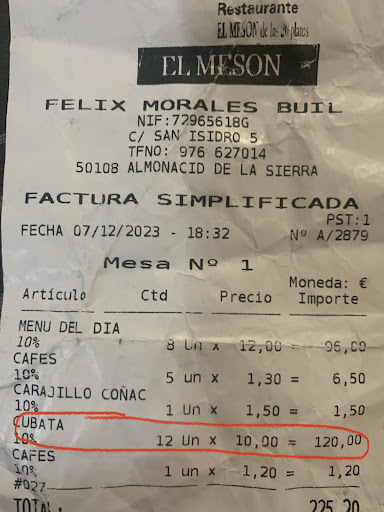 Restaurante
EL MESON de los 20 platos
EL MESON
FELIX MORALES BUIL
NIF:72965618G
C/ SAN ISIDRO 5
TFNO: 976 627014
50108 ALMONACID DE LA SIERRA
FACTURA SIMPLIFICADA
PST:1
FECHA 07/12/2023 - 18:32 Nº A/2879
Mesa Nº 1
Moneda: €
Artículo Ctd Precio Importe
MENU DEL DIA
10% 8 Un x 12,00 = 96,00
CAFES
10% 5 Un x 1,30 = 6,50
CARAJILLO COÑAC
10% 1 Un x 1,50 = 1,50
CUBATA
10% 12 Un x 10,00 = 120,00
CAFES
10% 1 Un x 1,20 = 1,20
#027
TOTAL: 225,20